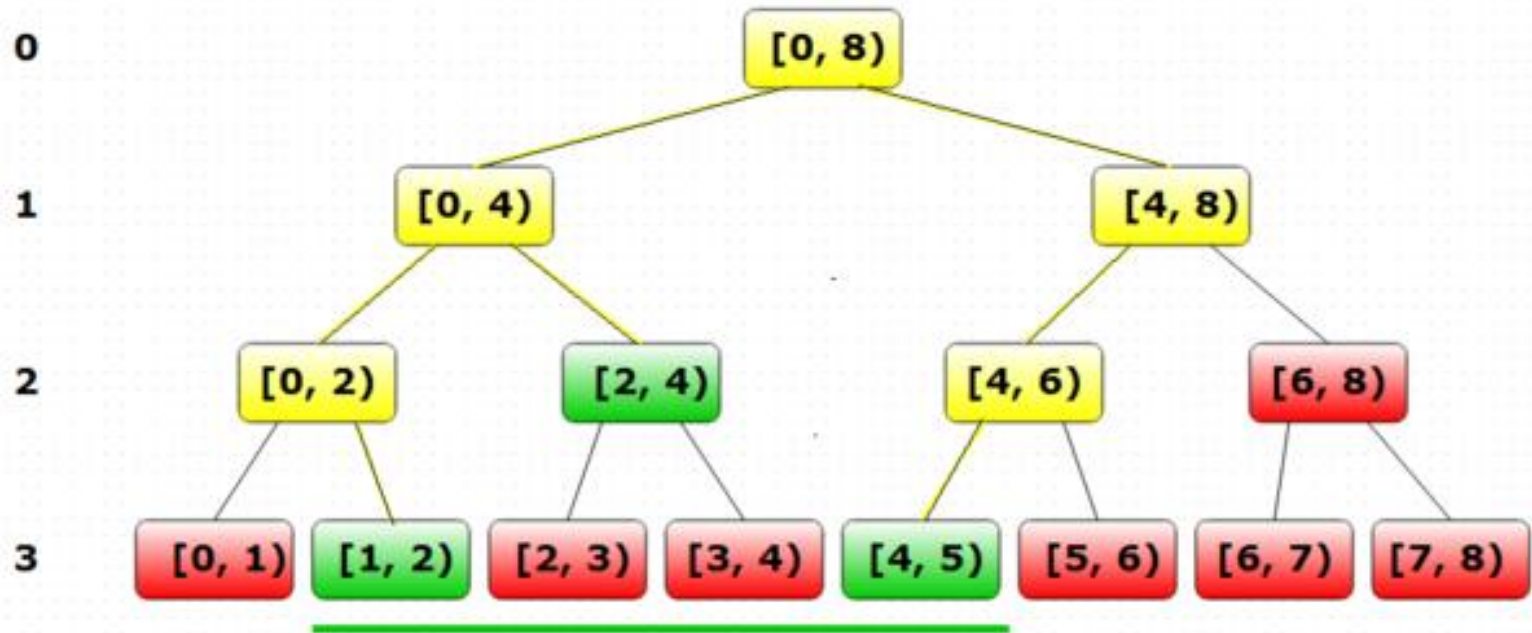 0 [0, 8)
1 [0, 4) [4, 8)
2 [0, 2) [2, 4) [4, 6) [6, 8)
3 [0, 1) [1, 2) [2, 3) [3, 4) [4, 5) [5, 6) [6, 7) [7, 8)